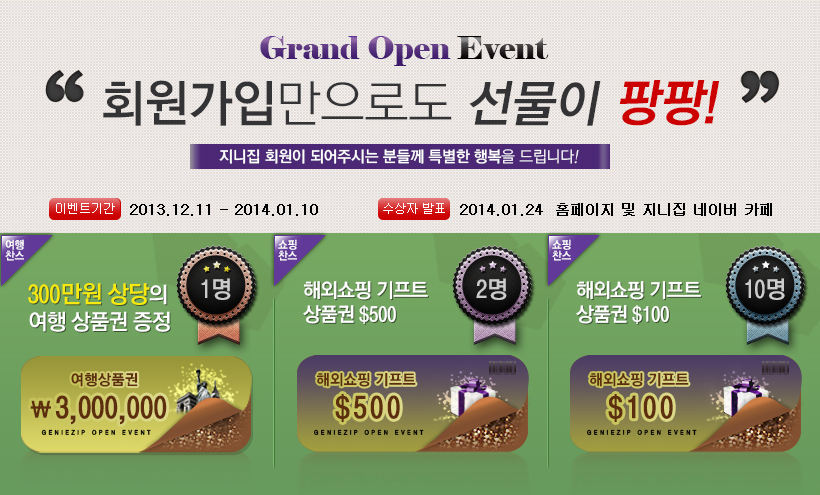 Grand Open Event
“ 회원가입만으로도 선물이 팡팡! ”
지니집 회원이 되어주시는 분들께 특별한 행복을 드립니다!
이벤트기간 2013.12.11 - 2014.01.10
수상자 발표 2014.01.24 홈페이지 및 지니집 네이버 카페
여행
찬스
300만원 상당의
여행 상품권 증정
1명
여행상품권
₩3,000,000
GENIEZIP OPEN EVENT
쇼핑
찬스
해외쇼핑 기프트
상품권 $500
2명
해외쇼핑 기프트
$500
GENIEZIP OPEN EVENT
쇼핑
찬스
해외쇼핑 기프트
상품권 $100
10명
해외쇼핑 기프트
$100
GENIEZIP OPEN EVENT